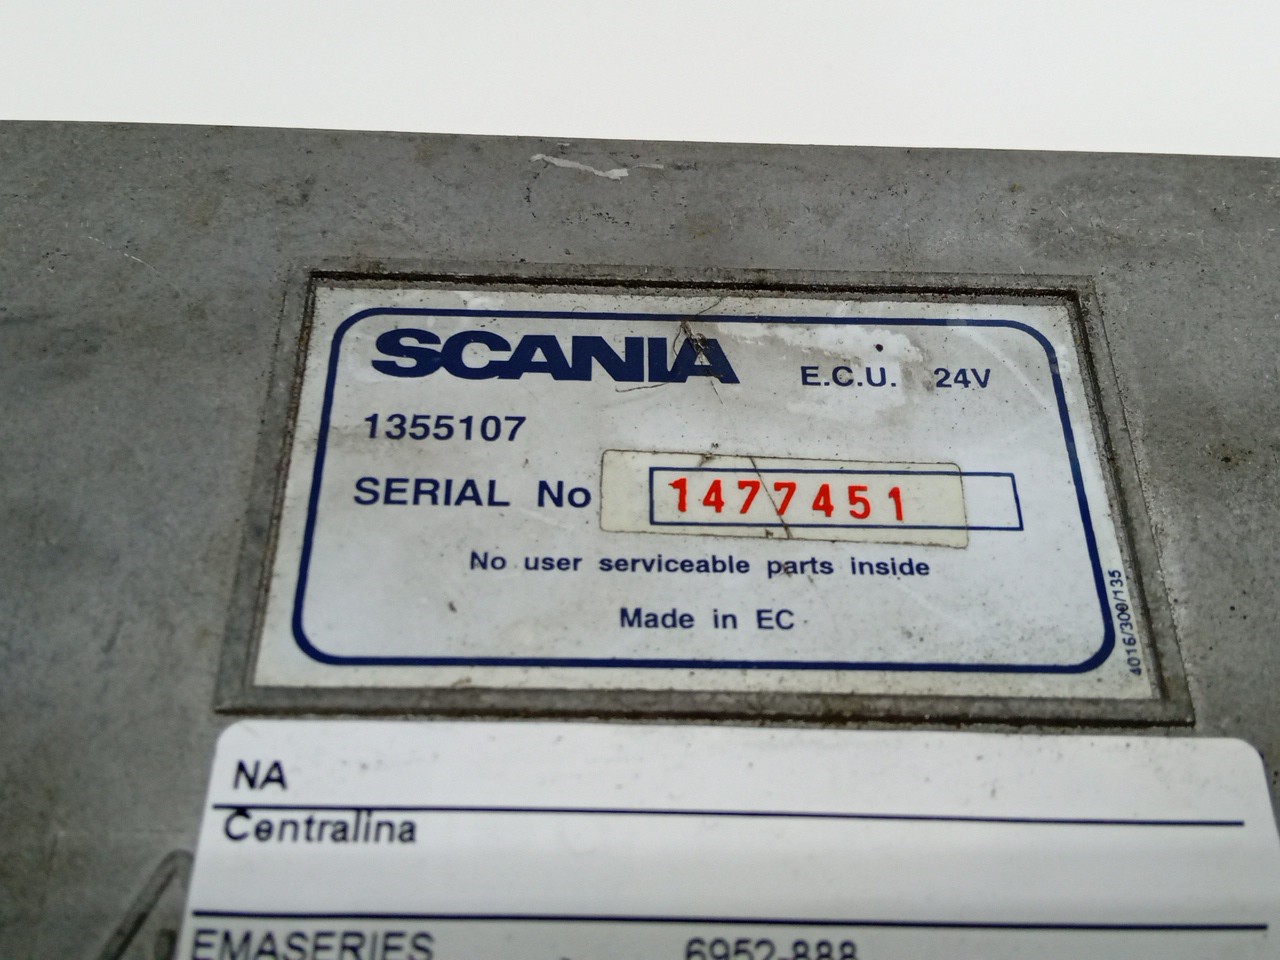 SCANIA E.C.U. 24V
1355107
SERIAL No 1477451
No user serviceable parts inside
Made in EC
4016/300/135
NA
Centralina
EMASERIES 6952-888